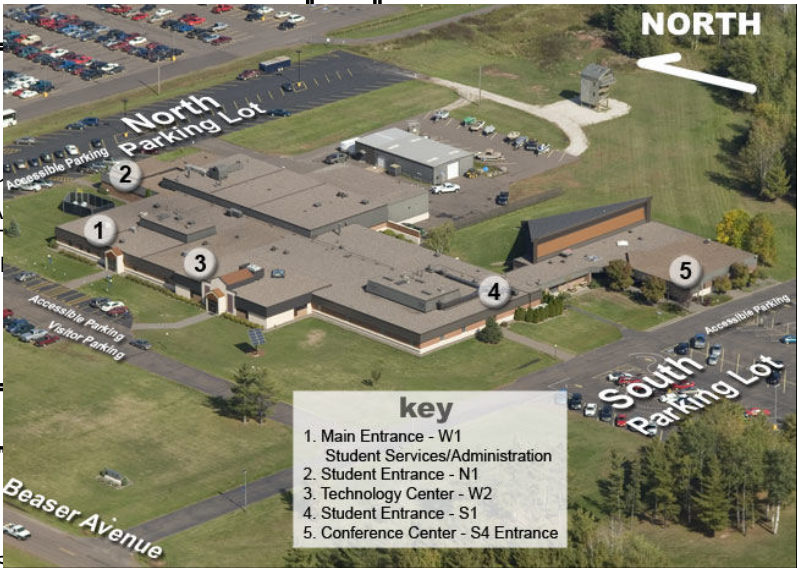 NORTH
North
Parking Lot
Accessible Parking
2
1
3
4
5
Accessible Parking
Visitor Parking
Accessible Parking
South
Parking Lot
Beaser Avenue
key
1. Main Entrance - W1
Student Services/Administration
2. Student Entrance - N1
3. Technology Center - W2
4. Student Entrance - S1
5. Conference Center - S4 Entrance